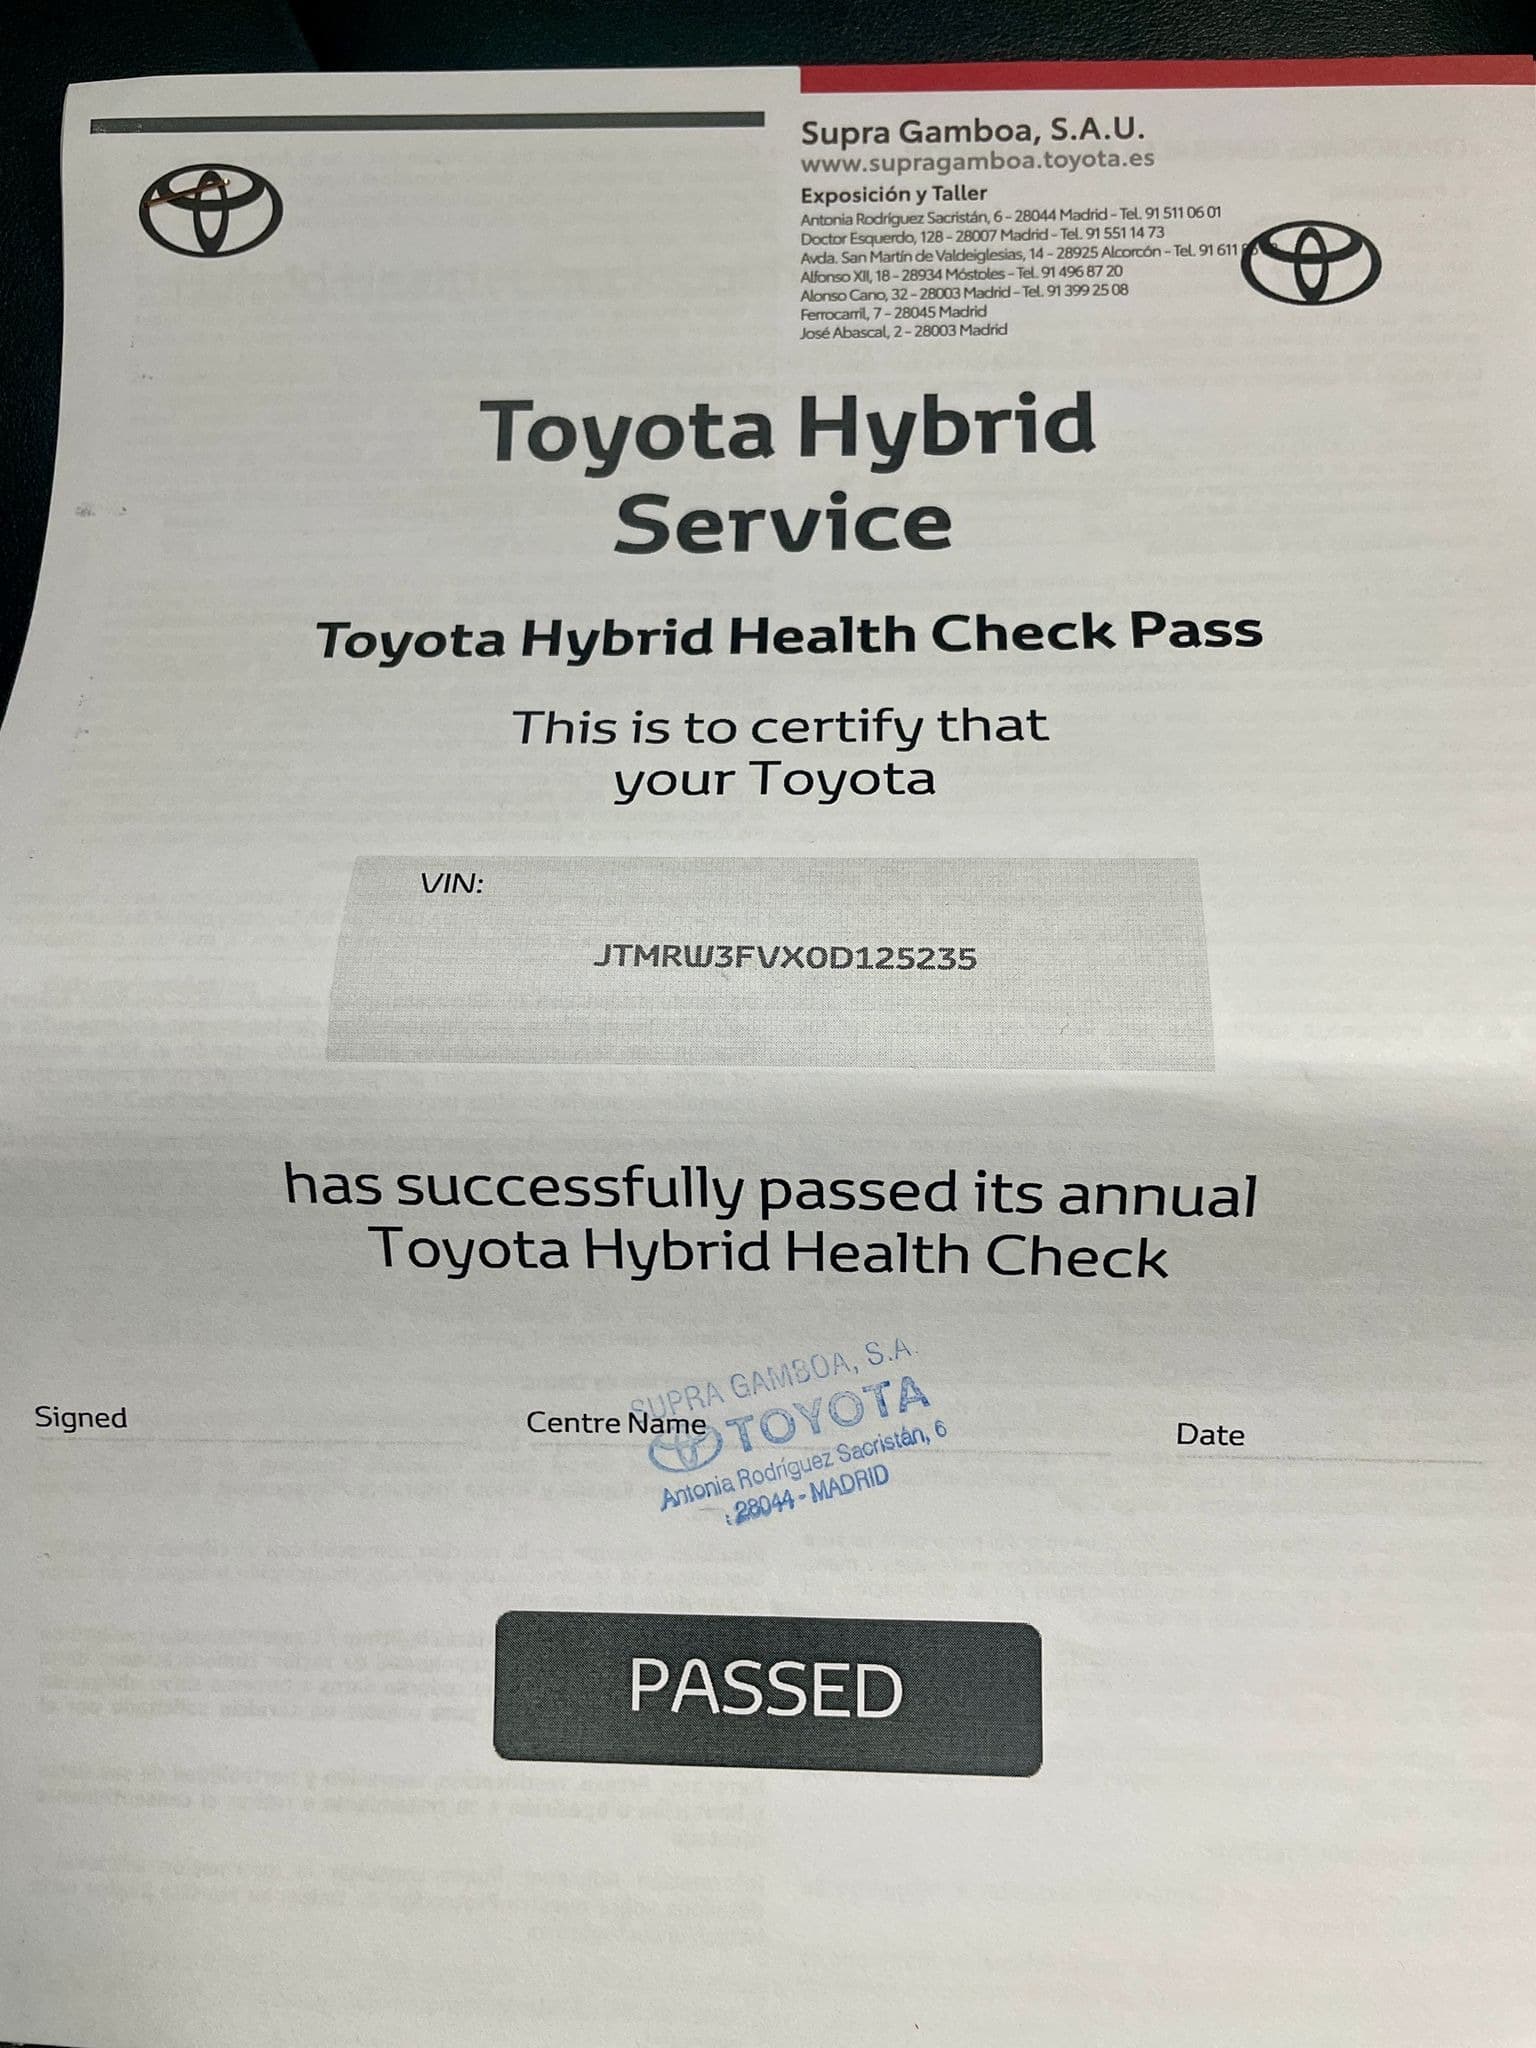 Supra Gamboa, S.A.U.
www.supragamboa.toyota.es
Exposición y Taller
Antonia Rodríguez Sacristán, 6 - 28044 Madrid - Tel. 91 511 06 01
Doctor Esquerdo, 128 - 28007 Madrid - Tel. 91 551 14 73
Avda. San Martín de Valdeiglesias, 14 - 28925 Alcorcón - Tel. 91 611
Alfonso XII, 18 - 28934 Móstoles - Tel. 91 496 87 20
Alonso Cano, 32 - 28003 Madrid - Tel. 91 399 25 08
Ferrocarril, 7 - 28045 Madrid
José Abascal, 2 - 28003 Madrid
Toyota Hybrid
Service
Toyota Hybrid Health Check Pass
This is to certify that
your Toyota
VIN:
JTMRW3FVX0D125235
has successfully passed its annual
Toyota Hybrid Health Check
Signed
Centre Name
Date
SUPRA GAMBOA, S.A.
TOYOTA
Antonia Rodríguez Sacristán, 6
28044 - MADRID
PASSED